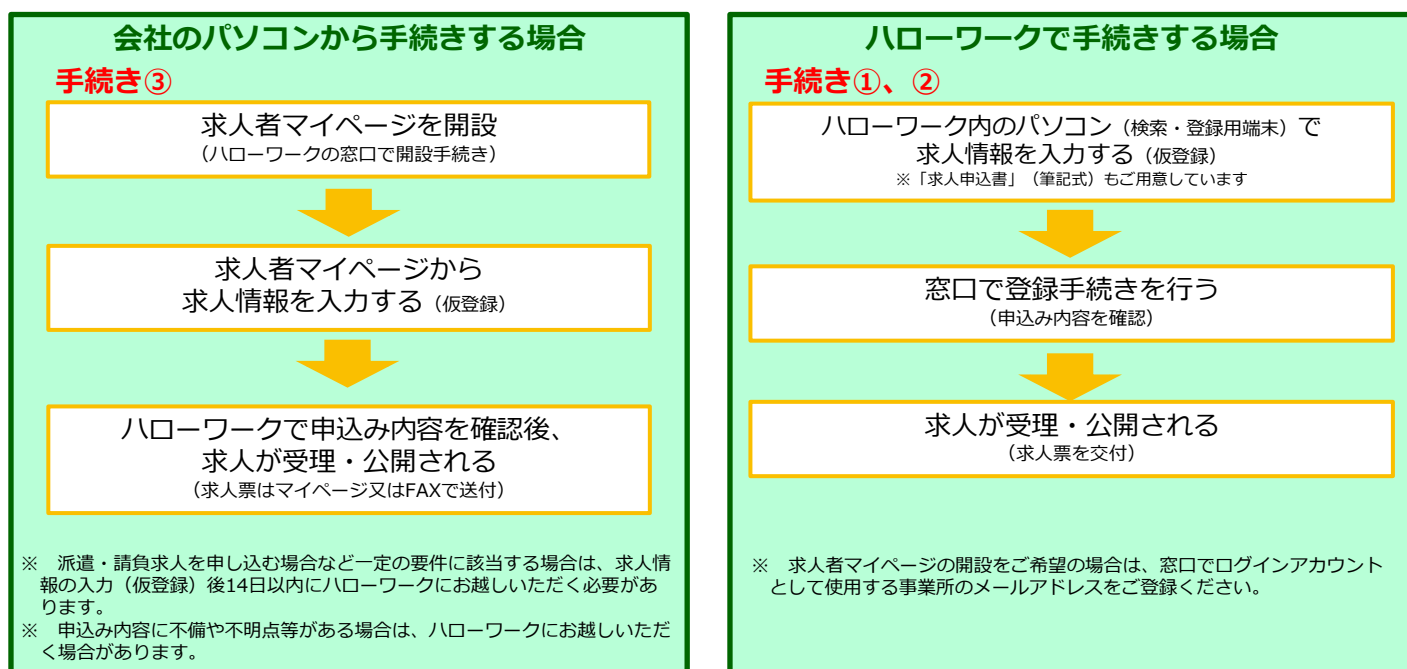 会社のパソコンから手続きする場合
手続き③
求人者マイページを開設
（ハローワークの窓口で開設手続き）
求人者マイページから
求人情報を入力する（仮登録）
ハローワークで申込み内容を確認後、
求人が受理・公開される
（求人票はマイページ又はFAXで送付）
※　派遣・請負求人を申し込む場合など一定の要件に該当する場合は、求人情
報の入力（仮登録）後14日以内にハローワークにお越しいただく必要があ
ります。
※　申込み内容に不備や不明点等がある場合は、ハローワークにお越しいただ
く場合があります。
ハローワークで手続きする場合
手続き①、②
ハローワーク内のパソコン（検索・登録用端末）で
求人情報を入力する（仮登録）
※「求人申込書」（筆記式）もご用意しています
窓口で登録手続きを行う
（申込み内容を確認）
求人が受理・公開される
（求人票を交付）
※　求人者マイページの開設をご希望の場合は、窓口でログインアカウント
として使用する事業所のメールアドレスをご登録ください。